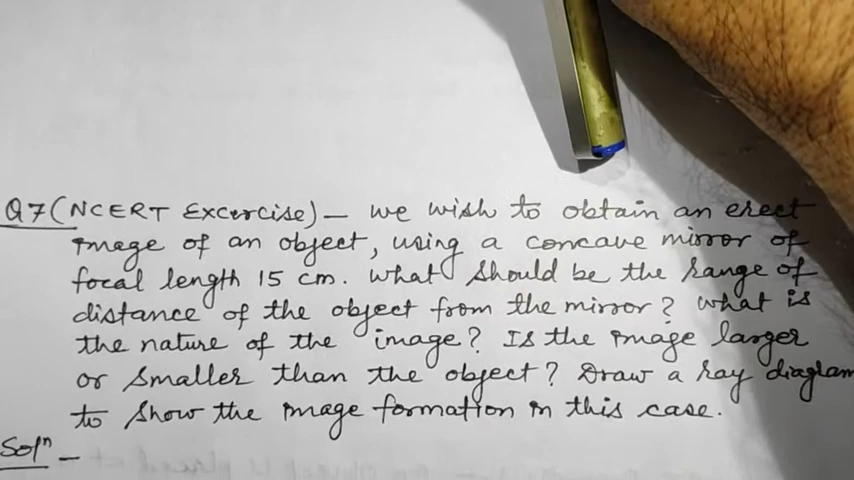 Q7 (NCERT Excercise) - we wish to obtain an erect
image of an object, using a concave mirror of
focal length 15 cm. What should be the range of
distance of the object from the mirror? What is
the nature of the image? Is the image larger
or smaller than the object? Draw a ray diagram
to show the image formation in this case.
Solⁿ -